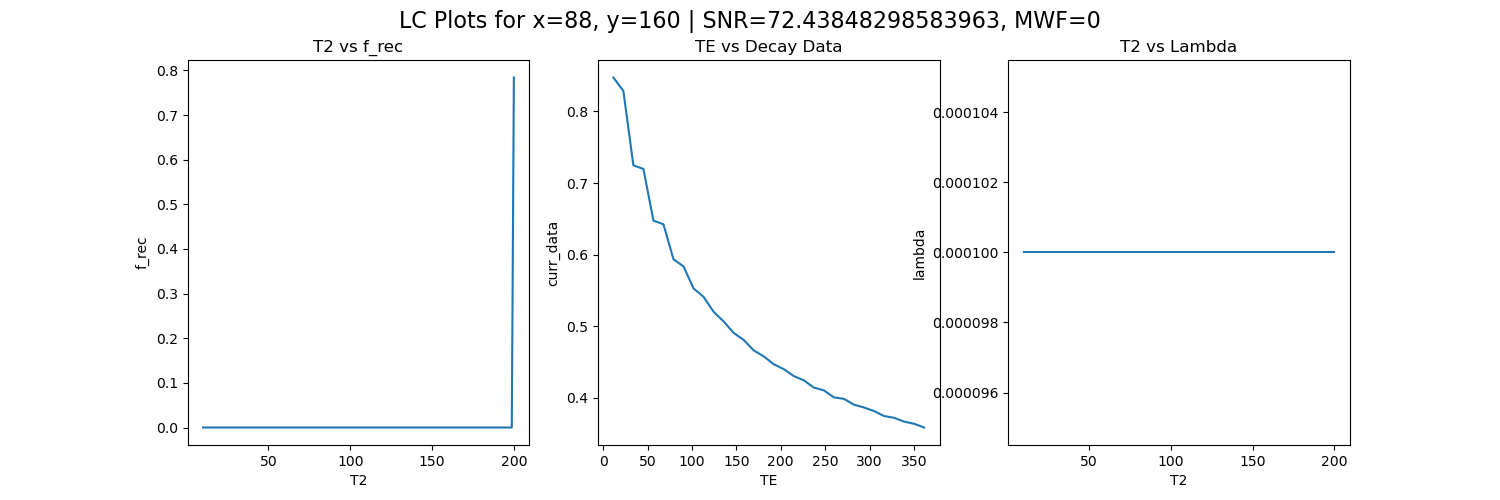 LC Plots for x=88, y=160 | SNR=72.43848298583963, MWF=0
T2 vs f_rec
f_rec
0.8
0.7
0.6
0.5
0.4
0.3
0.2
0.1
0.0
50 100 150 200
T2
TE vs Decay Data
curr_data
0.8
0.7
0.6
0.5
0.4
0 50 100 150 200 250 300 350
TE
T2 vs Lambda
lambda
0.000104
0.000102
0.000100
0.000098
0.000096
50 100 150 200
T2